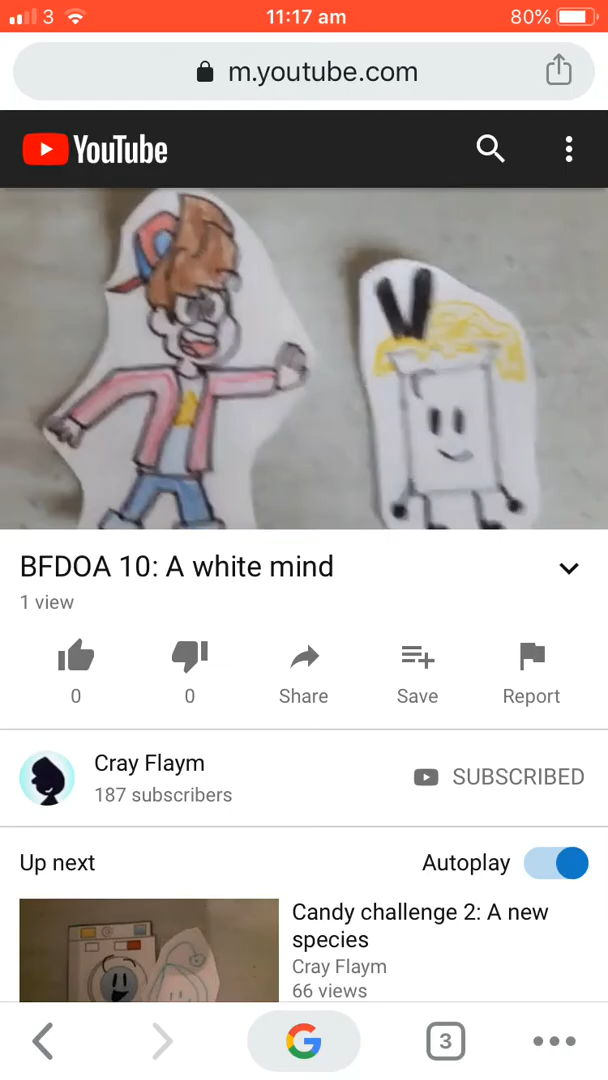 3 11:17 am 80%
m.youtube.com
YouTube
BFDOA 10: A white mind
1 view
0 0 Share Save Report
Cray Flaym
187 subscribers
SUBSCRIBED
Up next Autoplay
Candy challenge 2: A new
species
Cray Flaym
66 views
3